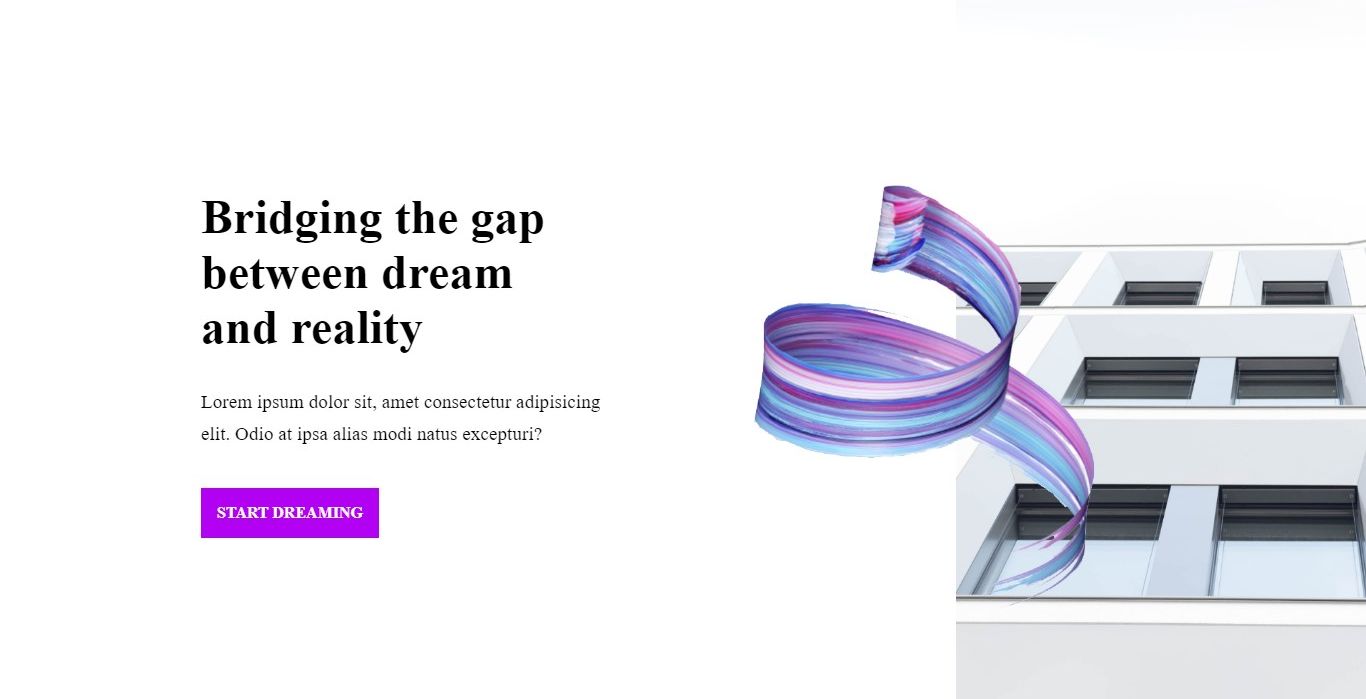 Bridging the gap
between dream
and reality
Lorem ipsum dolor sit, amet consectetur adipisicing
elit. Odio at ipsa alias modi natus excepturi?
START DREAMING